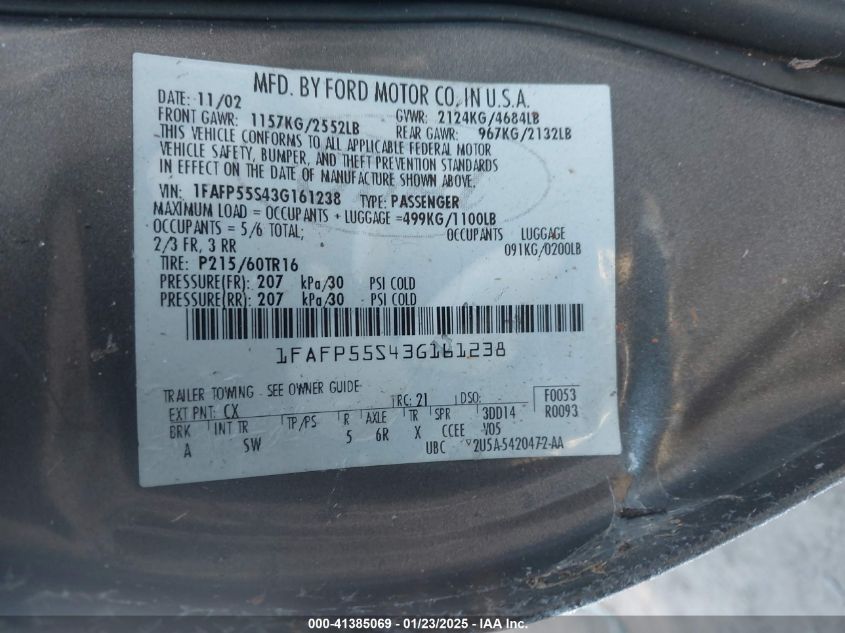 MFD. BY FORD MOTOR CO. IN U.S.A.
DATE: 11/02 GVWR: 2124KG/4684LB
FRONT GAWR: 1157KG/2552LB REAR GAWR: 967KG/2132LB
THIS VEHICLE CONFORMS TO ALL APPLICABLE FEDERAL MOTOR
VEHICLE SAFETY, BUMPER, AND THEFT PREVENTION STANDARDS
IN EFFECT ON THE DATE OF MANUFACTURE SHOWN ABOVE.
VIN: 1FAFP55S43G161238 TYPE: PASSENGER
MAXIMUM LOAD = OCCUPANTS + LUGGAGE = 499KG/1100LB
OCCUPANTS = 5/6 TOTAL; OCCUPANTS LUGGAGE
2/3 FR, 3 RR 091KG/0200LB
TIRE: P215/60TR16
PRESSURE(FR): 207 kPa/30 PSI COLD
PRESSURE(RR): 207 kPa/30 PSI COLD
1FAFP55S43G161238
TRAILER TOWING - SEE OWNER GUIDE
EXT PNT: CX RC: 21 DSO: F0053
BRK INT TR TP/PS R AXLE TR SPR 3DD14 R0093
A SW 5 6R X CCEE V05
UBC 2U5A-5420472-AA
000-41385069 - 01/23/2025 - IAA Inc.